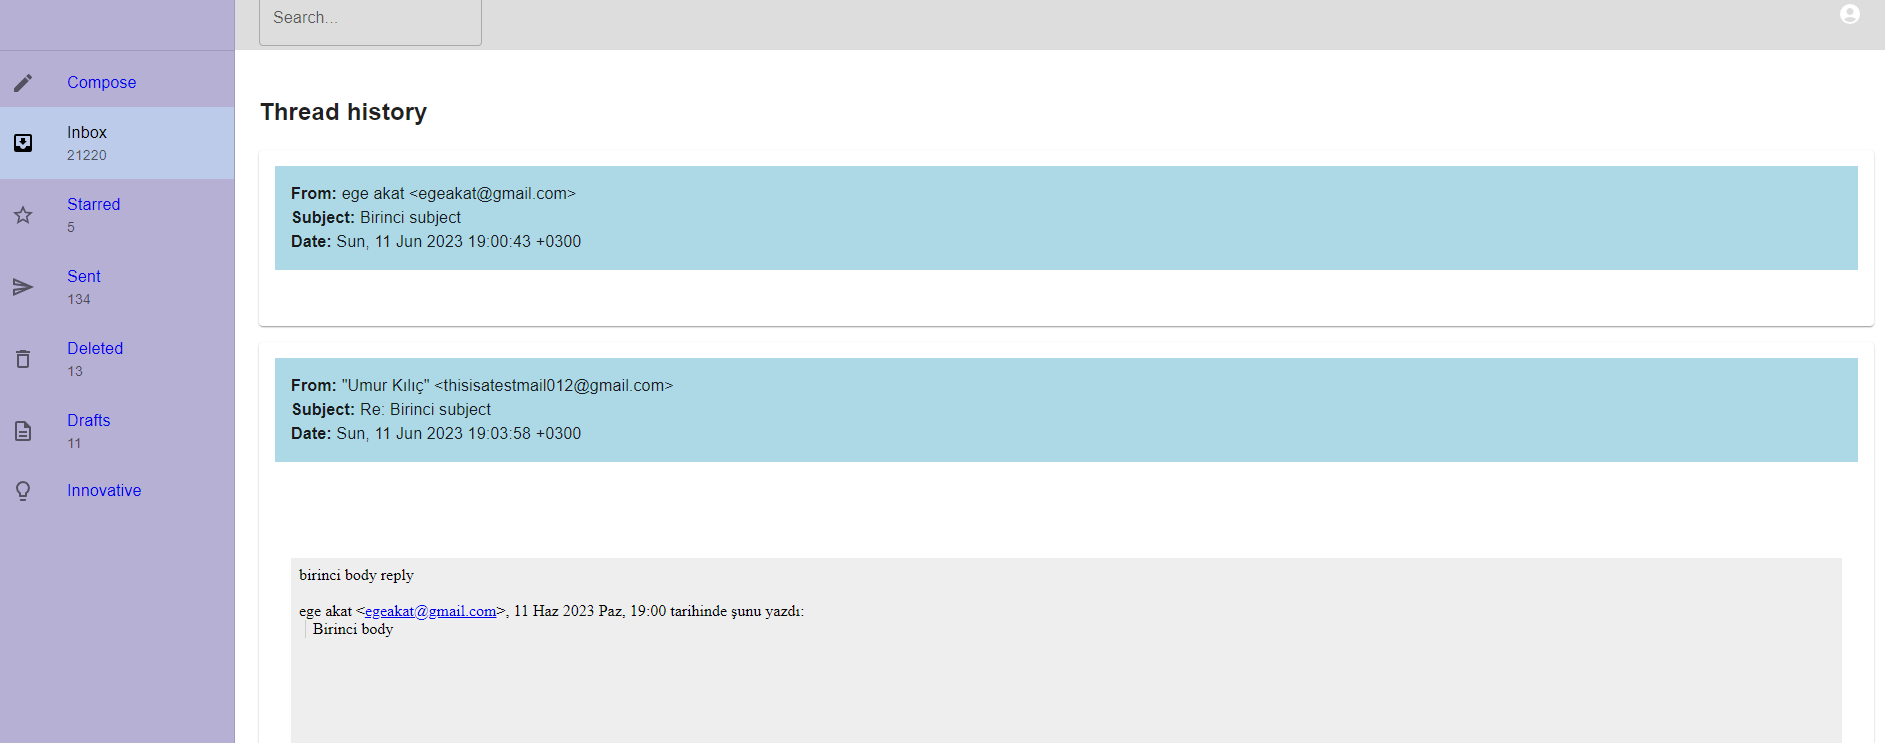 Search...
Compose
Inbox
21220
Starred
5
Sent
134
Deleted
13
Drafts
11
Innovative
Thread history
From: ege akat <egeakat@gmail.com>
Subject: Birinci subject
Date: Sun, 11 Jun 2023 19:00:43 +0300
From: "Umur Kılıç" <thisisatestmail012@gmail.com>
Subject: Re: Birinci subject
Date: Sun, 11 Jun 2023 19:03:58 +0300
birinci body reply
ege akat <egeakat@gmail.com>, 11 Haz 2023 Paz, 19:00 tarihinde şunu yazdı:
Birinci body